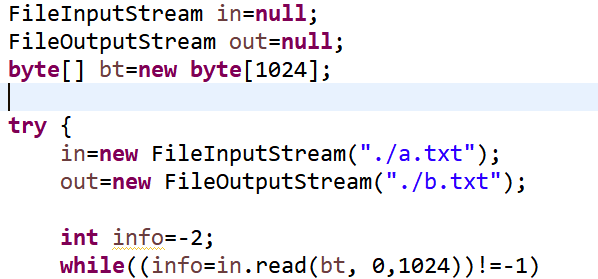 FileInputStream in=null;
FileOutputStream out=null;
byte[] bt=new byte[1024];
try {
in=new FileInputStream("./a.txt");
out=new FileOutputStream("./b.txt");
int info=-2;
while((info=in.read(bt, 0,1024))!=-1)